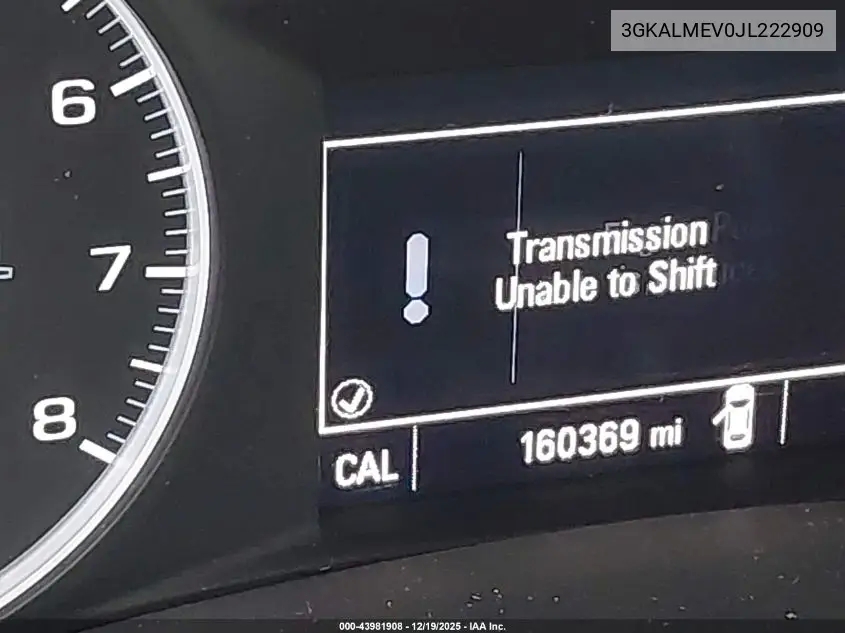 3GKALMEV0JL222909
6
7
8
Transmission
Unable to Shift
CAL
160369 mi
000-43981908 - 12/19/2025 - IAA Inc.